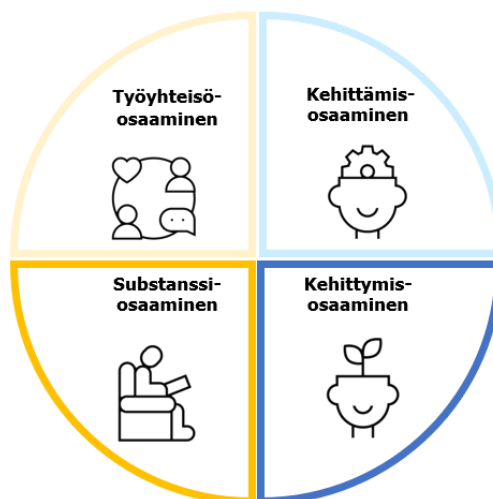 Työyhteisö-
osaaminen
Kehittämis-
osaaminen
Substanssi-
osaaminen
Kehittymis-
osaaminen